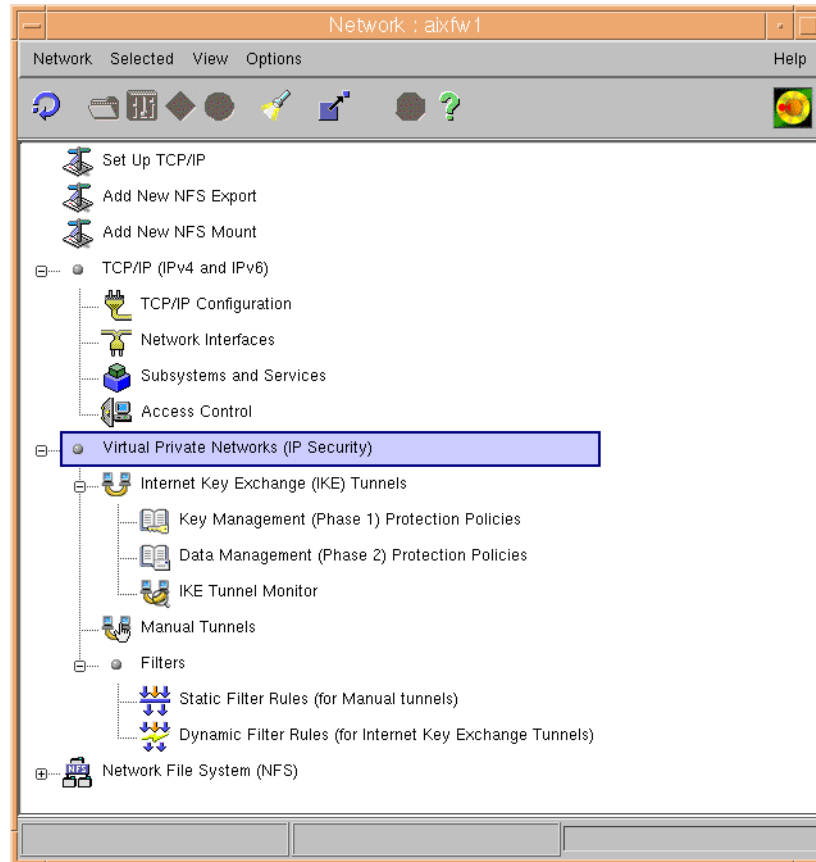 Network : aixfw1
Network Selected View Options Help
Set Up TCP/IP
Add New NFS Export
Add New NFS Mount
TCP/IP (IPv4 and IPv6)
TCP/IP Configuration
Network Interfaces
Subsystems and Services
Access Control
Virtual Private Networks (IP Security)
Internet Key Exchange (IKE) Tunnels
Key Management (Phase 1) Protection Policies
Data Management (Phase 2) Protection Policies
IKE Tunnel Monitor
Manual Tunnels
Filters
Static Filter Rules (for Manual tunnels)
Dynamic Filter Rules (for Internet Key Exchange Tunnels)
NFS
Network File System (NFS)